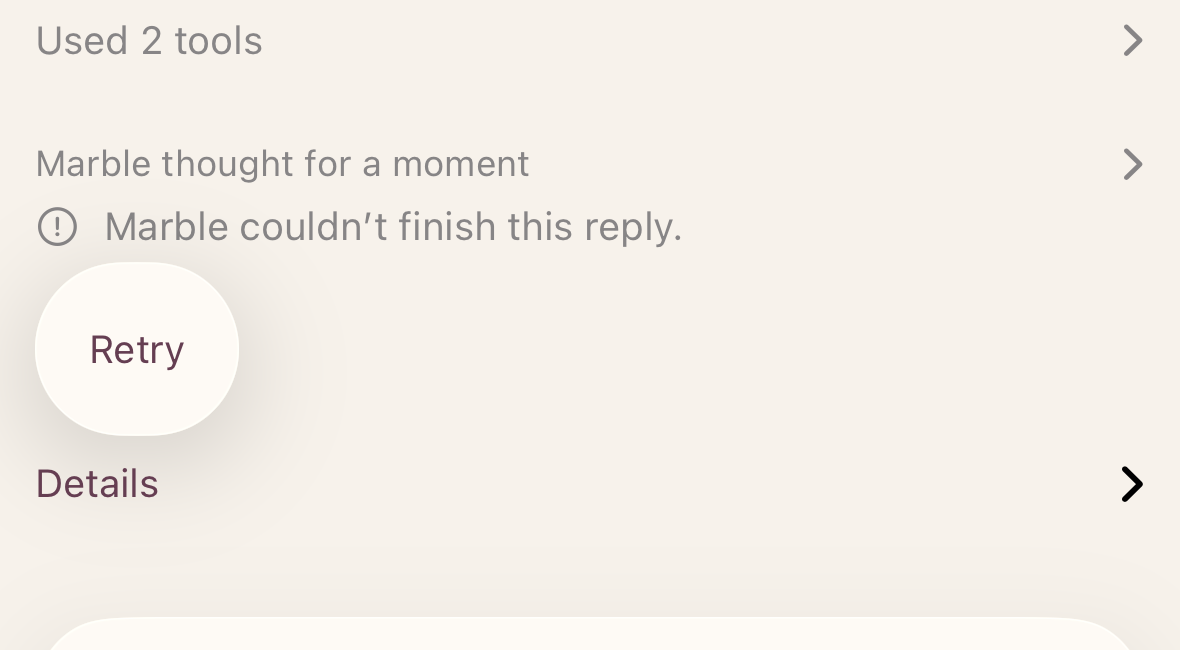 Used 2 tools
Marble thought for a moment
Marble couldn’t finish this reply.
Retry
Details